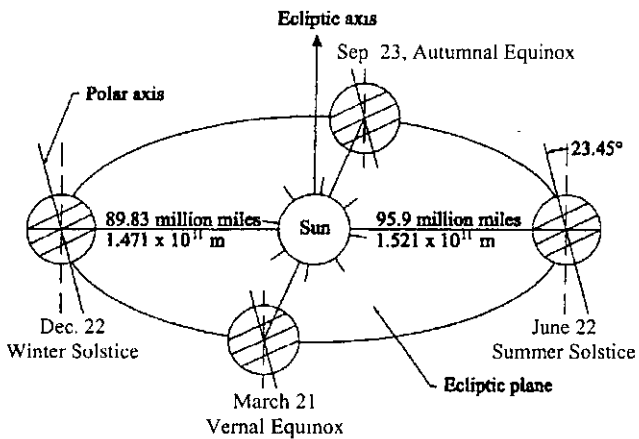 Ecliptic axis
Sep 23, Autumnal Equinox
Polar axis
23.45°
89.83 million miles
1.471 x 10¹¹ m
Sun
95.9 million miles
1.521 x 10¹¹ m
Dec. 22
Winter Solstice
June 22
Summer Solstice
Ecliptic plane
March 21
Vernal Equinox